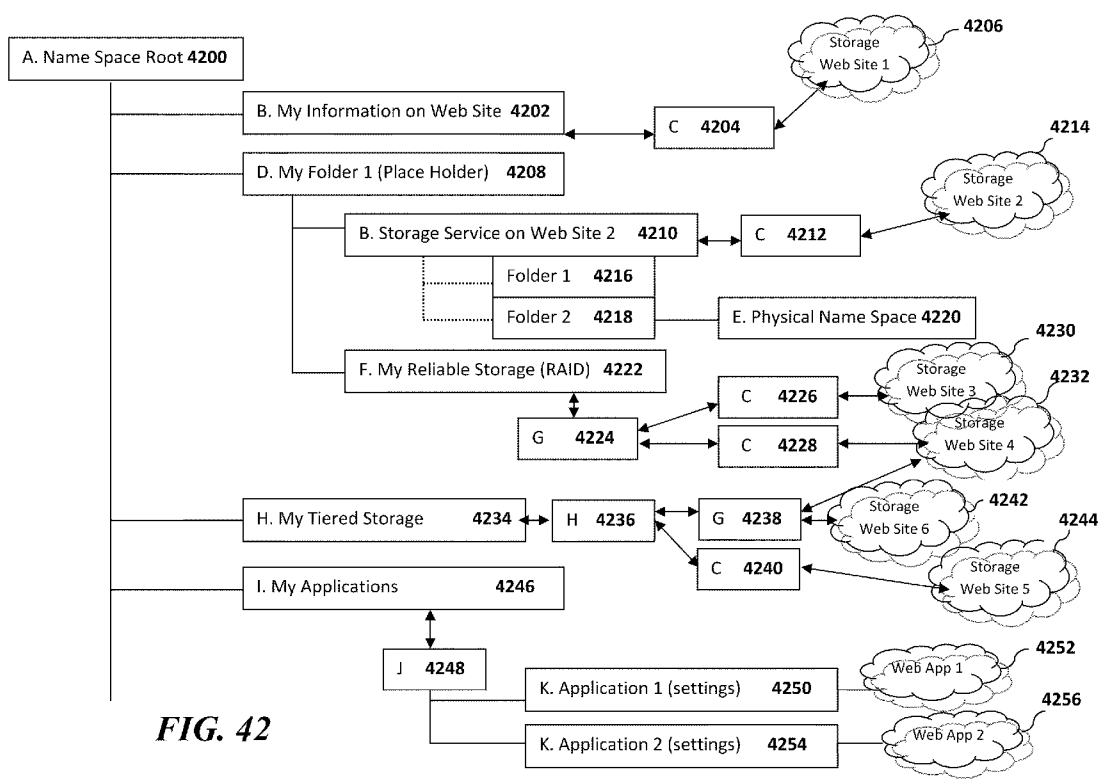 4206
Storage
Web Site 1
A. Name Space Root 4200
B. My Information on Web Site 4202
C 4204
4214
D. My Folder 1 (Place Holder) 4208
Storage
Web Site 2
B. Storage Service on Web Site 2 4210
C 4212
Folder 1 4216
Folder 2 4218
E. Physical Name Space 4220
4230
F. My Reliable Storage (RAID) 4222
Storage
Web Site 3
4232
C 4226
G 4224
C 4228
Storage
Web Site 4
4242
H. My Tiered Storage 4234
H 4236
G 4238
Storage
Web Site 6
4244
C 4240
Storage
Web Site 5
I. My Applications 4246
4252
J 4248
Web App 1
K. Application 1 (settings) 4250
4256
K. Application 2 (settings) 4254
Web App 2
FIG. 42